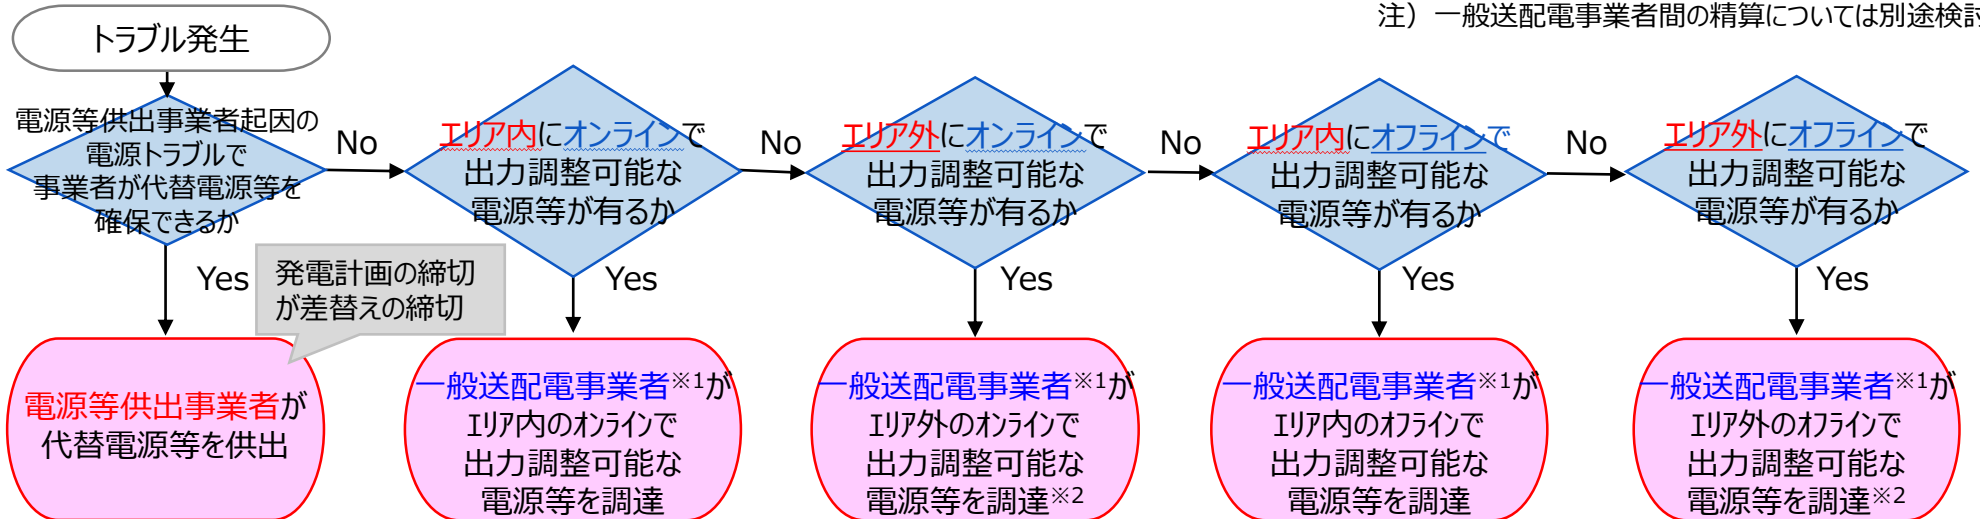 注）一般送配電事業者間の精算については別途検討
トラブル発生
電源等供出事業者起因の
電源トラブルで
事業者が代替電源等を
確保できるか
No
エリア内にオンラインで
出力調整可能な
電源等が有るか
No
エリア外にオンラインで
出力調整可能な
電源等が有るか
No
エリア内にオフラインで
出力調整可能な
電源等が有るか
No
エリア外にオフラインで
出力調整可能な
電源等が有るか
Yes
発電計画の締切
が差替えの締切
Yes
Yes
Yes
Yes
電源等供出事業者が
代替電源等を供出
一般送配電事業者※1が
エリア内のオンラインで
出力調整可能な
電源等を調達
一般送配電事業者※1が
エリア外のオンラインで
出力調整可能な
電源等を調達※2
一般送配電事業者※1が
エリア内のオフラインで
出力調整可能な
電源等を調達
一般送配電事業者※1が
エリア外のオフラインで
出力調整可能な
電源等を調達※2